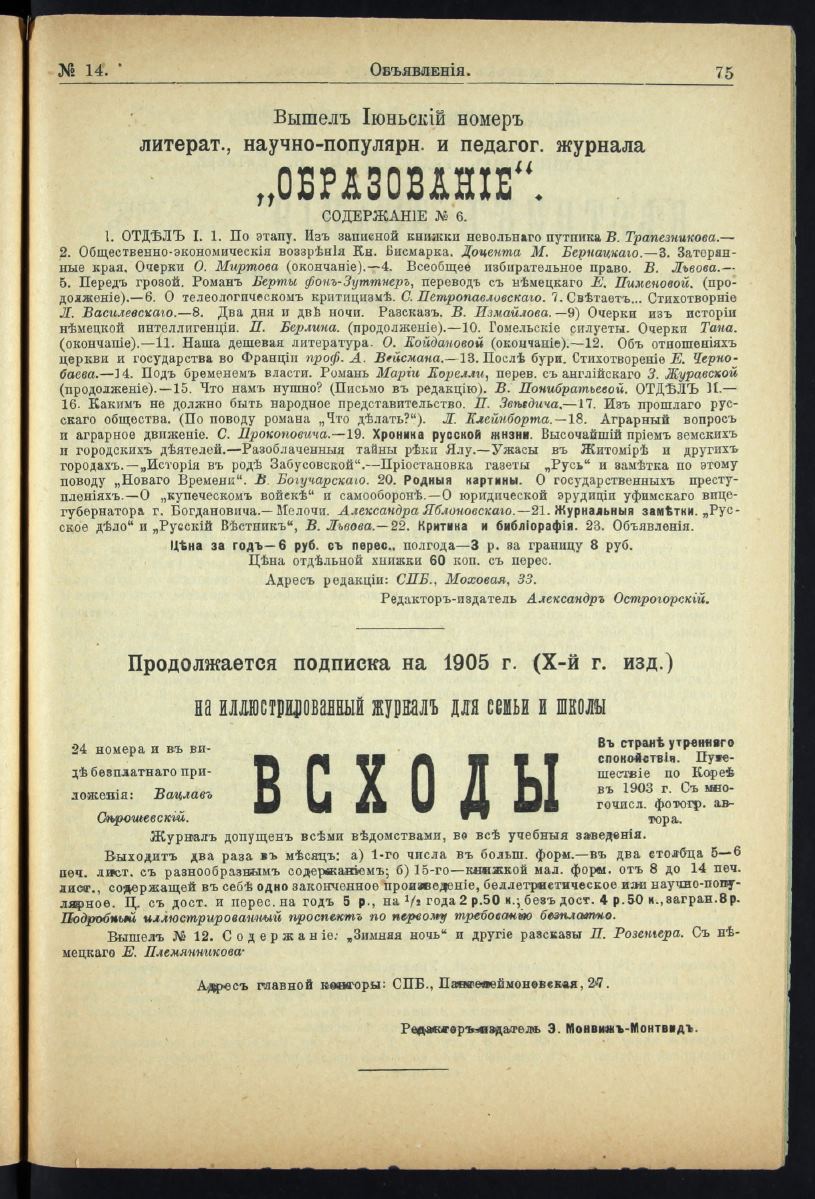 № 14.
Объявленія.
75
Вышелъ Іюньскій номеръ
литерат., научно-популярн. и педагог. журнала
„ОБРАЗОВАНІЕ“.
СОДЕРЖАНІЕ № 6.
1. ОТДѢЛЪ I. 1. По этапу. Изъ записной книжки невольнаго путника В. Трапезникова.—
2. Общественно-экономическія воззрѣнія Кн. Бисмарка. Доцента М. Бернацкаго.—3. Затерян-
ные края. Очерки О. Миртова (окончаніе).—4. Всеобщее избирательное право. В. Львова.—
5. Передъ грозой. Романъ Берты фонъ-Зуттнеръ, переводъ съ нѣмецкаго Е. Пименовой. (про-
долженіе).—6. О телеологическомъ критицизмѣ. С. Петропавловскаго. 7. Свѣтаетъ... Стихотворніе
Л. Василевскаго.—8. Два дня и двѣ ночи. Разсказъ. В. Измайлова.—9) Очерки изъ исторіи
нѣмецкой интеллигенціи. П. Берлина. (продолженіе).—10. Гомельскіе силуеты. Очерки Тана.
(окончаніе).—11. Наша дешевая литература. О. Койдановой (окончаніе).—12. Объ отношеніяхъ
церкви и государства во Франціи проф. А. Вейсмана.—13. Послѣ бури. Стихотвореніе Е. Черно-
баева.—14. Подъ бременемъ власти. Романъ Маріи Корелли, перев. съ англійскаго З. Журавской
(продолженіе).—15. Что намъ нушно? (Письмо въ редакцію). В. Понибратьевой. ОТДѢЛЪ II.—
16. Какимъ не должно быть народное представительство. П. Звѣздича.—17. Изъ прошлаго рус-
скаго общества. (По поводу романа „Что дѣлать?“). Л. Клейнборта.—18. Аграрный вопросъ
и аграрное движеніе. С. Прокоповича.—19. Хроника русской жизни. Высочайшій пріемъ земскихъ
и городскихъ дѣятелей.—Разоблаченныя тайны рѣки Ялу.—Ужасы въ Житомірѣ и другихъ
городахъ.—„Исторія въ родѣ Забусовской“.—Пріостановка газеты „Русь“ и замѣтка по этому
поводу „Новаго Времени“. В. Богучарскаго. 20. Родныя картины. О государственныхъ престу-
пленіяхъ.—О „купеческомъ войскѣ“ и самооборонѣ.—О юридической эрудиціи уфимскаго вице-
губернатора г. Богдановича.—Мелочи. Александра Яблоновскаго.—21. Журнальныя замѣтки. „Рус-
ское дѣло“ и „Русскій Вѣстникъ“, В. Львова.—22. Критика и библіорафія. 23. Объявленія.
Цѣна за годъ—6 руб. съ перес., полгода—3 р. за границу 8 руб.
Цѣна отдѣльной книжки 60 коп. съ перес.
Адресъ редакціи: СПБ., Моховая, 33.
Редакторъ-издатель Александръ Острогорскій.
Продолжается подписка на 1905 г. (X-й г. изд.)
на иллюстрированный журналъ для семьи и школы
24 номера и въ ви-
дѣ безплатнаго при-
ложенія: Вацлавъ
Сѣрошевскій.
ВСХОДЫ
Въ странѣ утренняго
спокойствія. Путе-
шествіе по Кореѣ
въ 1903 г. Съ мно-
гочисл. фотогр. ав-
тора.
Журналъ допущенъ всѣми вѣдомствами, во всѣ учебныя заведенія.
Выходитъ два раза въ мѣсяцъ: а) 1-го числа въ больш. форм.—въ два столбца 5—6
печ. лист. съ разнообразнымъ содержаніемъ; б) 15-го—книжкой мал. форм. отъ 8 до 14 печ.
лист., содержащей въ себѣ одно законченное произведеніе, беллетристическое или научно-попу-
лярное. Ц. съ дост. и перес. на годъ 5 р., на 1/2 года 2 р. 50 к.; безъ дост. 4 р. 50 к., загран. 8 р.
Подробный иллюстрированный проспектъ по первому требованію безплатно.
Вышелъ № 12. Содержаніе: „Зимняя ночь“ и другіе разсказы П. Розеггера. Съ нѣ-
мецкаго Е. Племянникова
Адресъ главной конторы: СПБ., Пантелеймоновская, 27.
Редакторъ-издатель Э. Монвижъ-Монтвидъ.